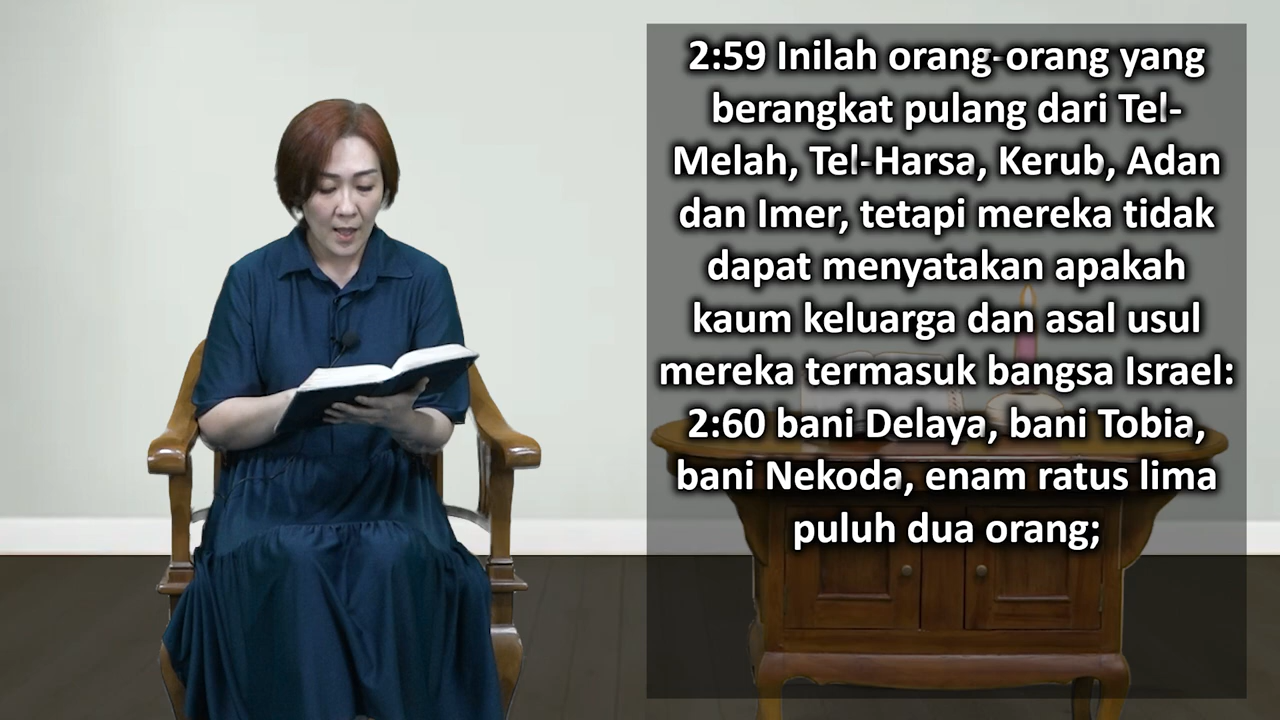 2:59 Inilah orang-orang yang
berangkat pulang dari Tel-
Melah, Tel-Harsa, Kerub, Adan
dan Imer, tetapi mereka tidak
dapat menyatakan apakah
kaum keluarga dan asal usul
mereka termasuk bangsa Israel:
2:60 bani Delaya, bani Tobia,
bani Nekoda, enam ratus lima
puluh dua orang;